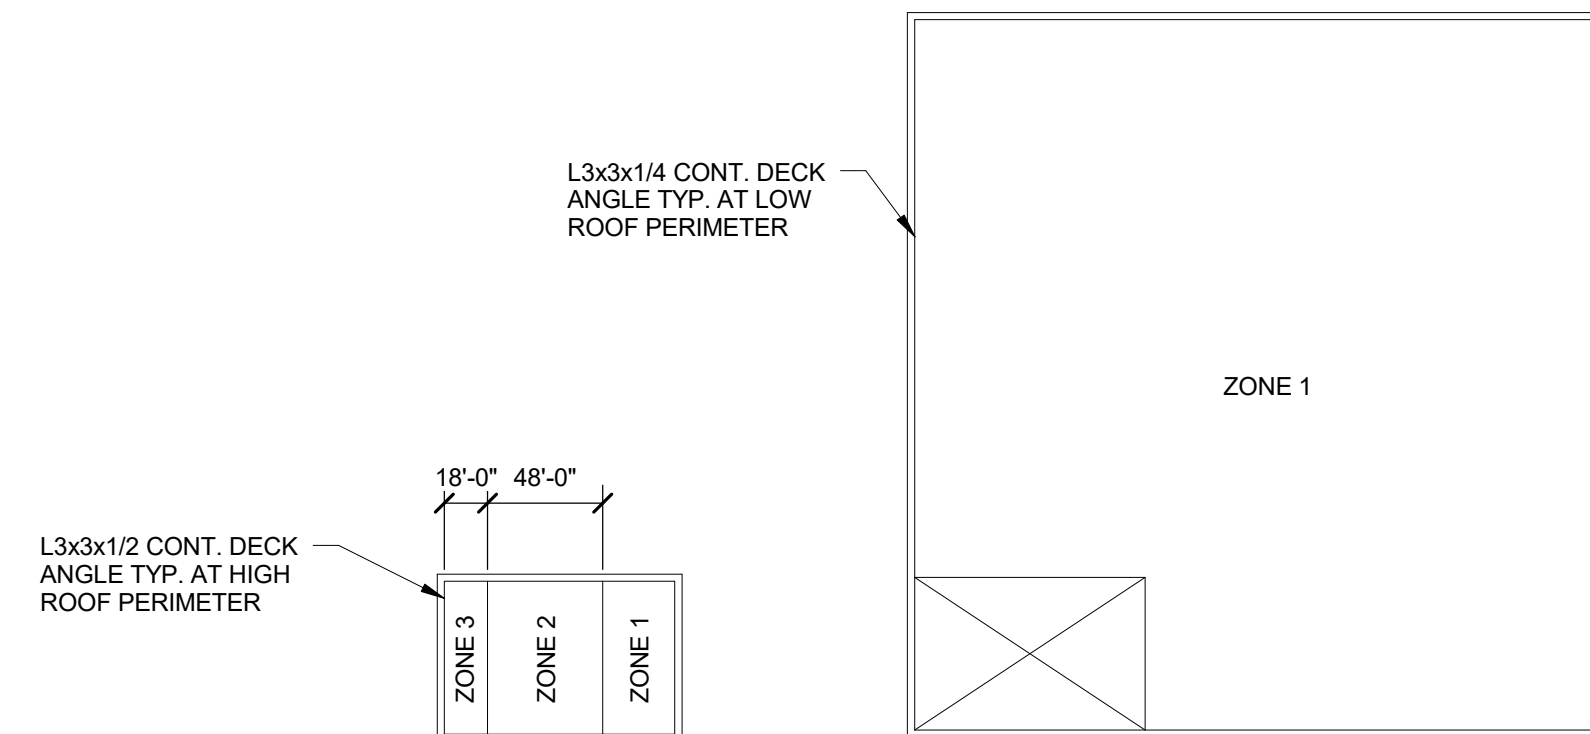 L3x3x1/4 CONT. DECK
ANGLE TYP. AT LOW
ROOF PERIMETER
ZONE 1
18'-0" 48'-0"
L3x3x1/2 CONT. DECK
ANGLE TYP. AT HIGH
ROOF PERIMETER
ZONE 3
ZONE 2
ZONE 1